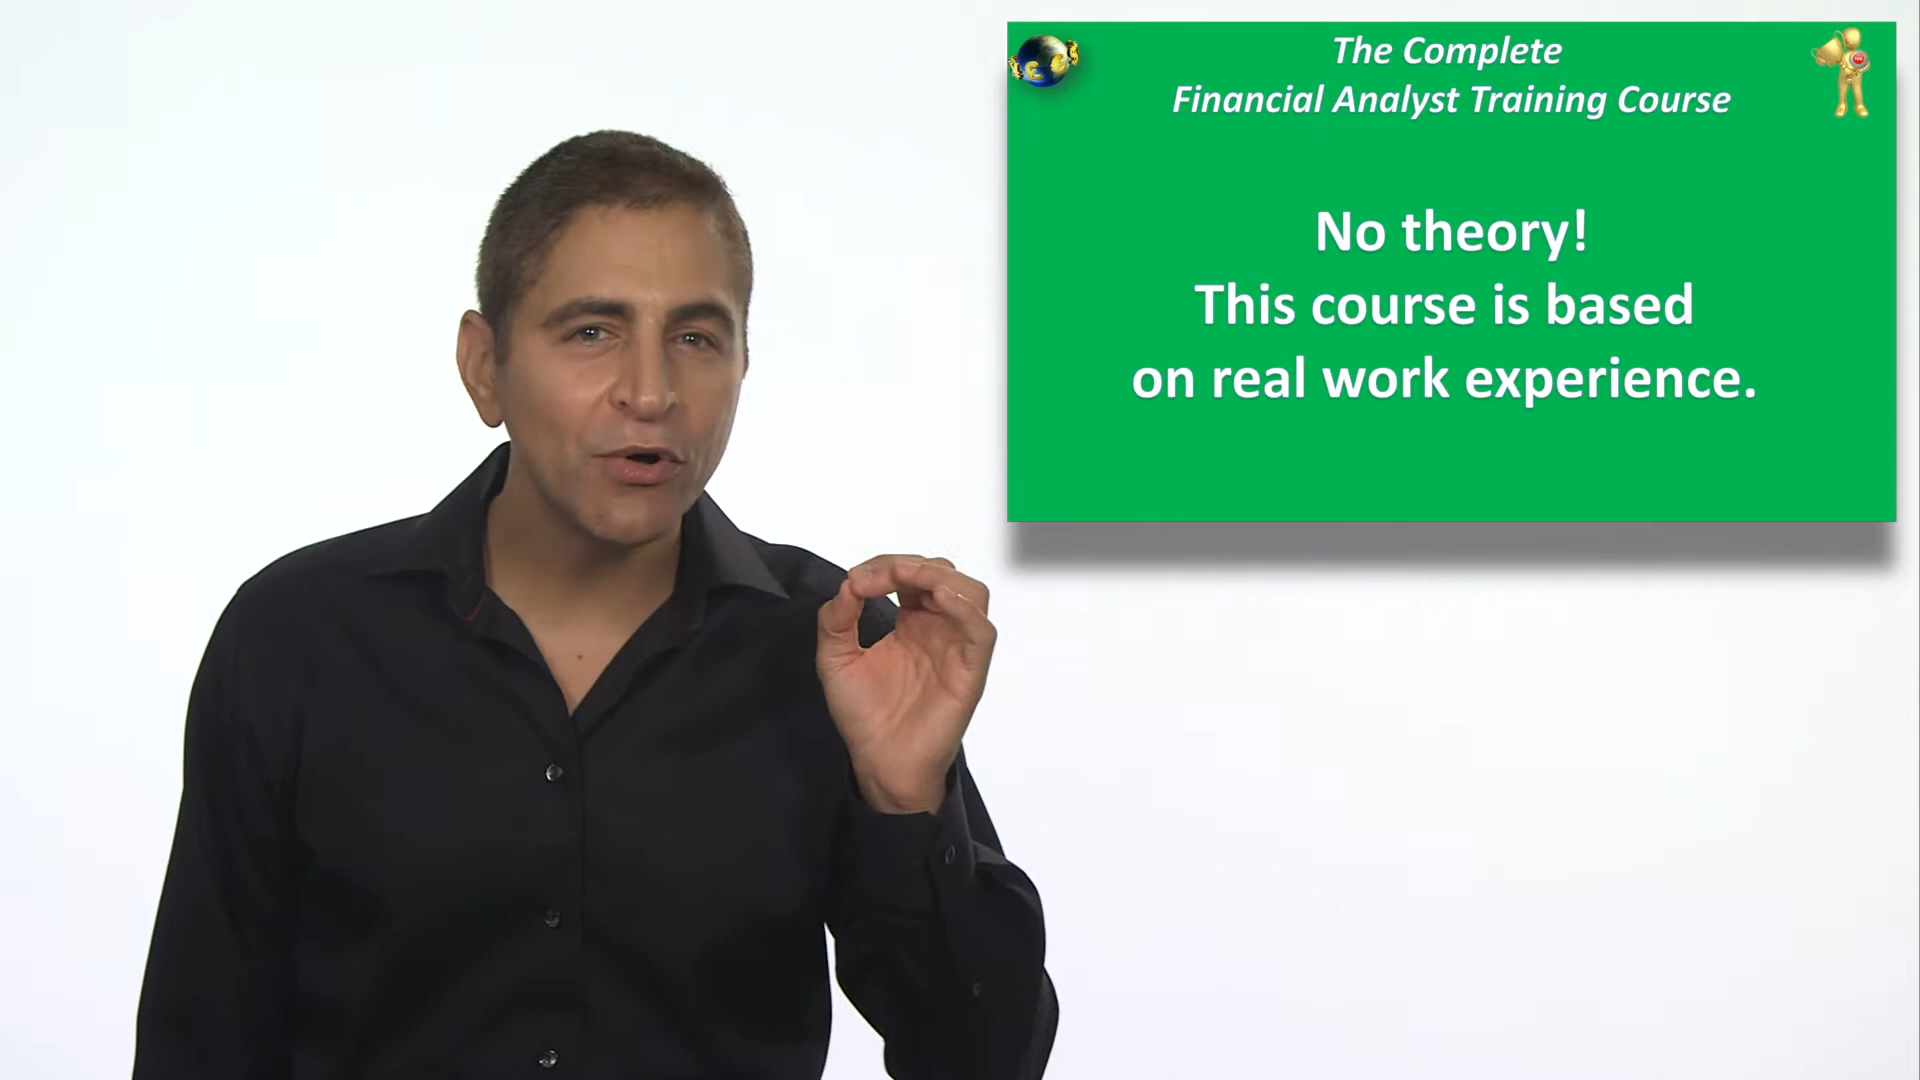 The Complete
Financial Analyst Training Course
No theory!
This course is based
on real work experience.